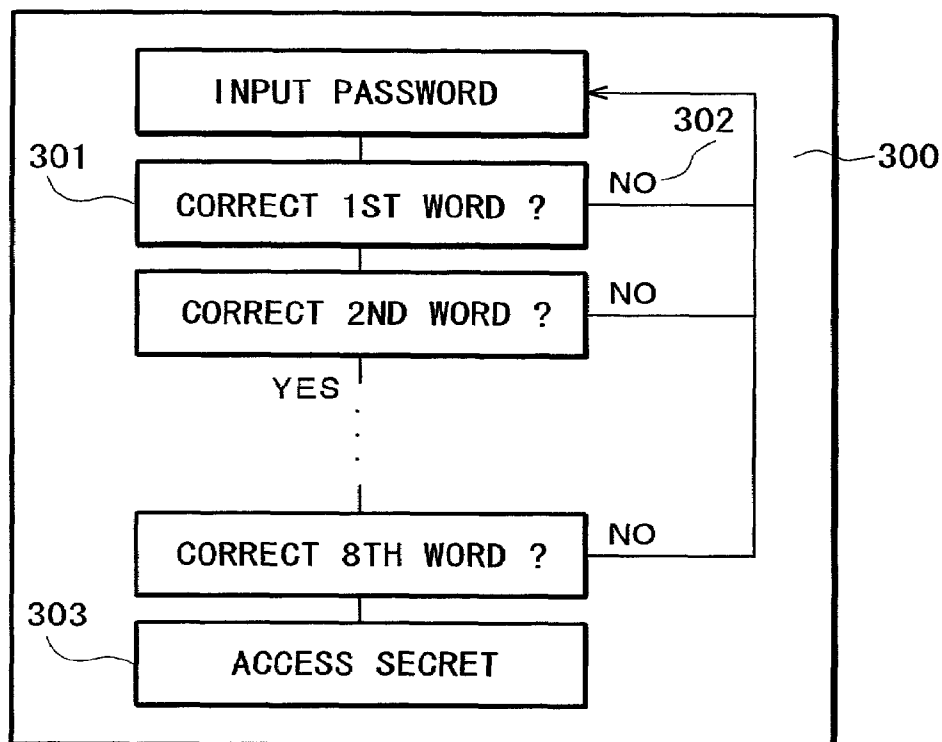 INPUT PASSWORD
302
301
300
CORRECT 1ST WORD ?
NO
CORRECT 2ND WORD ?
NO
YES
CORRECT 8TH WORD ?
NO
303
ACCESS SECRET